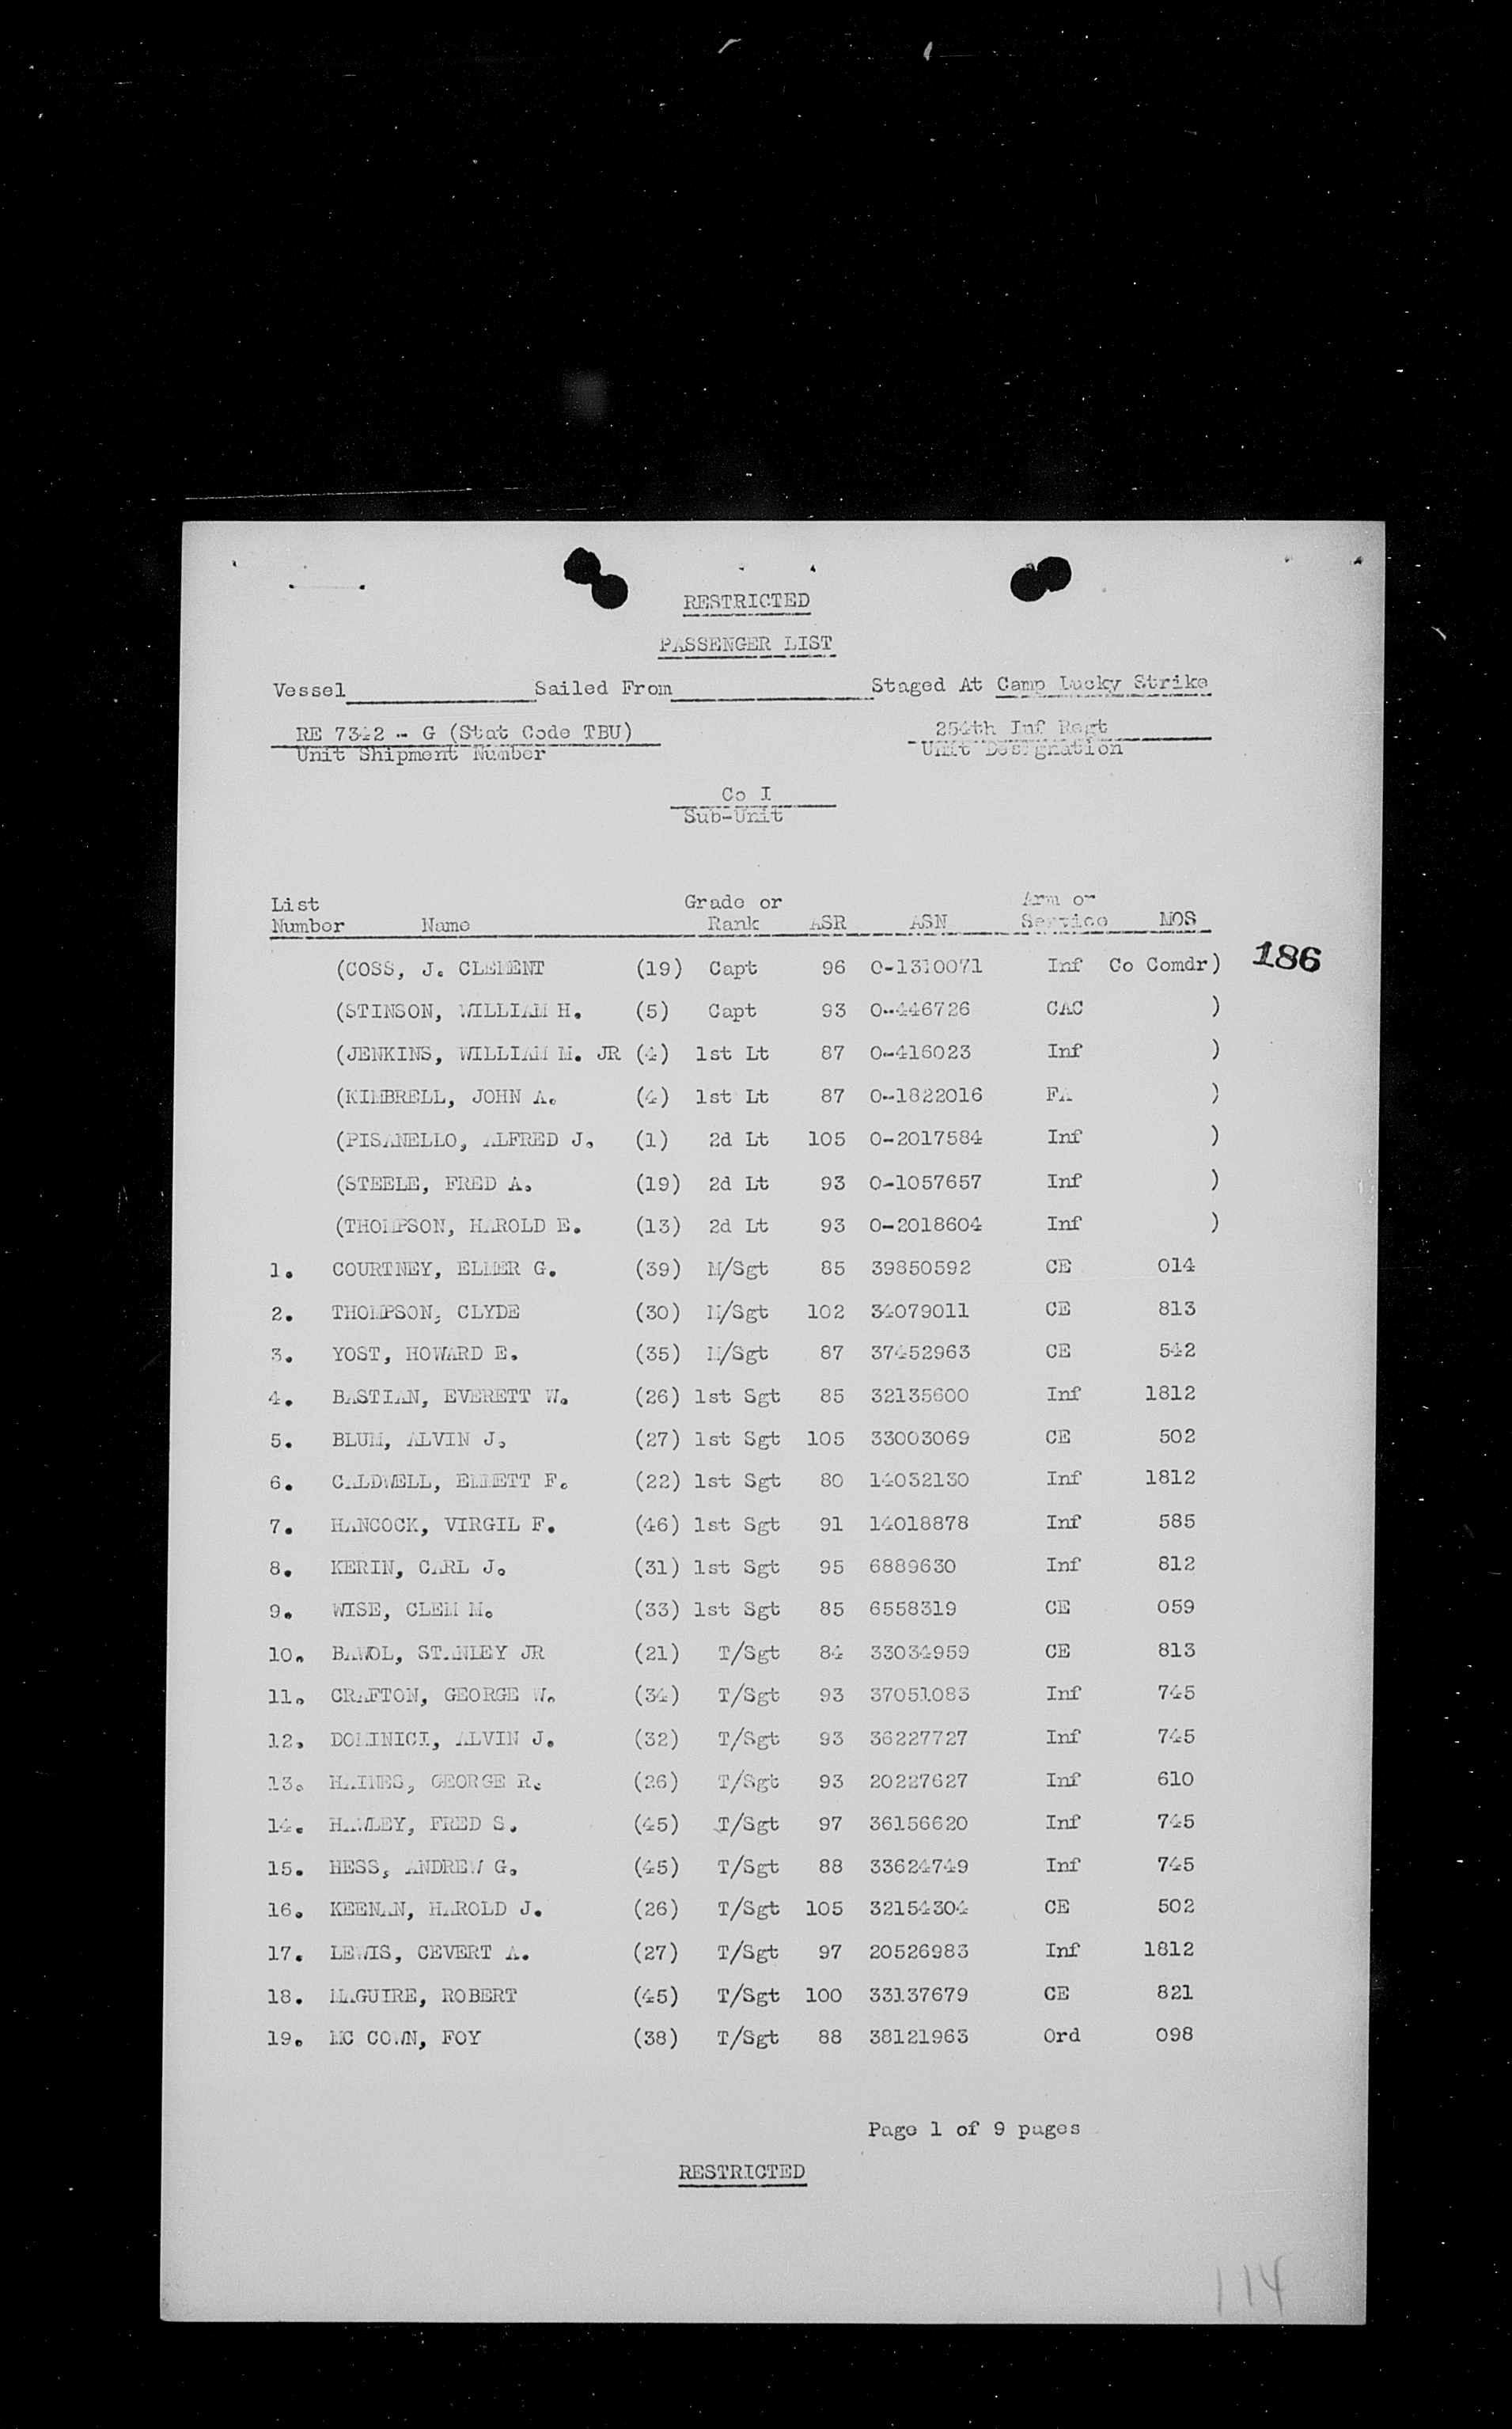 RESTRICTED
PASSENGER LIST
Vessel Sailed From Staged At Camp Lucky Strike
RE 7342 - G (Stat Code TBU) 254th Inf Regt
Unit Shipment Number Unit Designation
Co I
Sub-Unit
List Grade or Arm or
Number Name Rank ASR ASN Service MOS
(COSS, J. CLEMENT (19) Capt 96 O-1310071 Inf Co Comdr) 186
(STINSON, WILLIAM H. (5) Capt 93 O-446726 CAC )
(JENKINS, WILLIAM M. JR (4) 1st Lt 87 O-416023 Inf )
(KIMBRELL, JOHN A. (4) 1st Lt 87 O-1822016 FA )
(PISANELLO, ALFRED J. (1) 2d Lt 105 O-2017584 Inf )
(STEELE, FRED A. (19) 2d Lt 93 O-1057657 Inf )
(THOMPSON, HAROLD E. (13) 2d Lt 93 O-2018604 Inf )
1. COURTNEY, ELMER G. (39) M/Sgt 85 39850592 CE 014
2. THOMPSON, CLYDE (30) M/Sgt 102 34079011 CE 813
3. YOST, HOWARD E. (35) M/Sgt 87 37452963 CE 542
4. BASTIAN, EVERETT W. (26) 1st Sgt 85 32135600 Inf 1812
5. BLUM, ALVIN J. (27) 1st Sgt 105 33003069 CE 502
6. CALDWELL, EMMETT F. (22) 1st Sgt 80 14032130 Inf 1812
7. HANCOCK, VIRGIL F. (46) 1st Sgt 91 14018878 Inf 585
8. KERIN, CARL J. (31) 1st Sgt 95 6889630 Inf 812
9. WISE, CLEM M. (33) 1st Sgt 85 6558319 CE 059
10. BAWOL, STANLEY JR (21) T/Sgt 84 33034959 CE 813
11. CRAFTON, GEORGE W. (34) T/Sgt 93 37051083 Inf 745
12. DOMINICI, ALVIN J. (32) T/Sgt 93 36227727 Inf 745
13. HAINES, GEORGE R. (26) T/Sgt 93 20227627 Inf 610
14. HAWLEY, FRED S. (45) T/Sgt 97 36156620 Inf 745
15. HESS, ANDREW G. (45) T/Sgt 88 33624749 Inf 745
16. KEENAN, HAROLD J. (26) T/Sgt 105 32154304 CE 502
17. LEWIS, CEVERT A. (27) T/Sgt 97 20526983 Inf 1812
18. MAGUIRE, ROBERT (45) T/Sgt 100 33137679 CE 821
19. MC COWN, FOY (38) T/Sgt 88 38121963 Ord 098
Page 1 of 9 pages
RESTRICTED
114